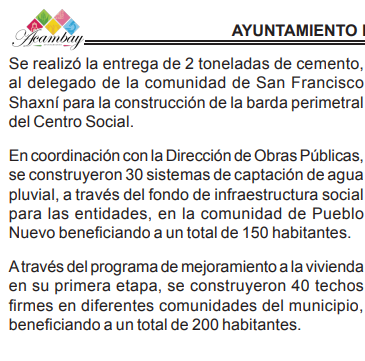 Acambay
AYUNTAMIENTO
Se realizó la entrega de 2 toneladas de cemento,
al delegado de la comunidad de San Francisco
Shaxní para la construcción de la barda perimetral
del Centro Social.
En coordinación con la Dirección de Obras Públicas,
se construyeron 30 sistemas de captación de agua
pluvial, a través del fondo de infraestructura social
para las entidades, en la comunidad de Pueblo
Nuevo beneficiando a un total de 150 habitantes.
A través del programa de mejoramiento a la vivienda
en su primera etapa, se construyeron 40 techos
firmes en diferentes comunidades del municipio,
beneficiando a un total de 200 habitantes.